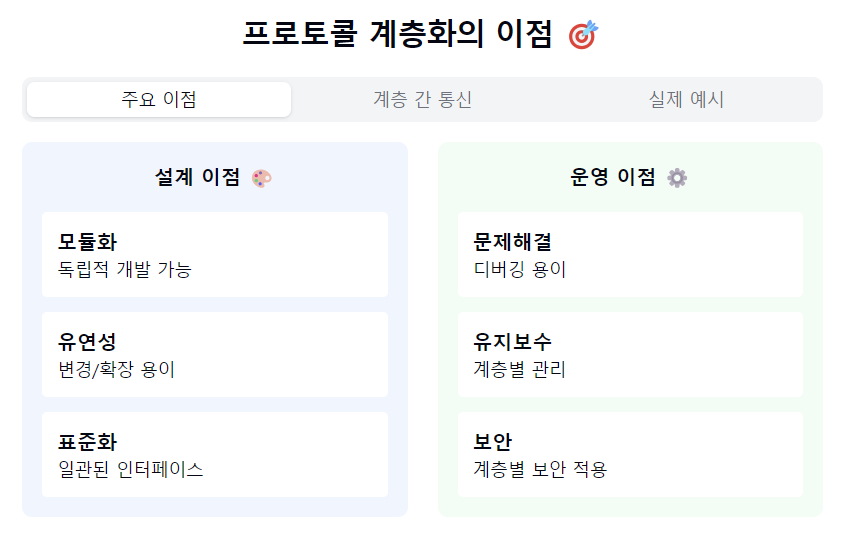 프로토콜 계층화의 이점 🎯
주요 이점
계층 간 통신
실제 예시
설계 이점 🎨
모듈화
독립적 개발 가능
유연성
변경/확장 용이
표준화
일관된 인터페이스
운영 이점 ⚙️
문제해결
디버깅 용이
유지보수
계층별 관리
보안
계층별 보안 적용